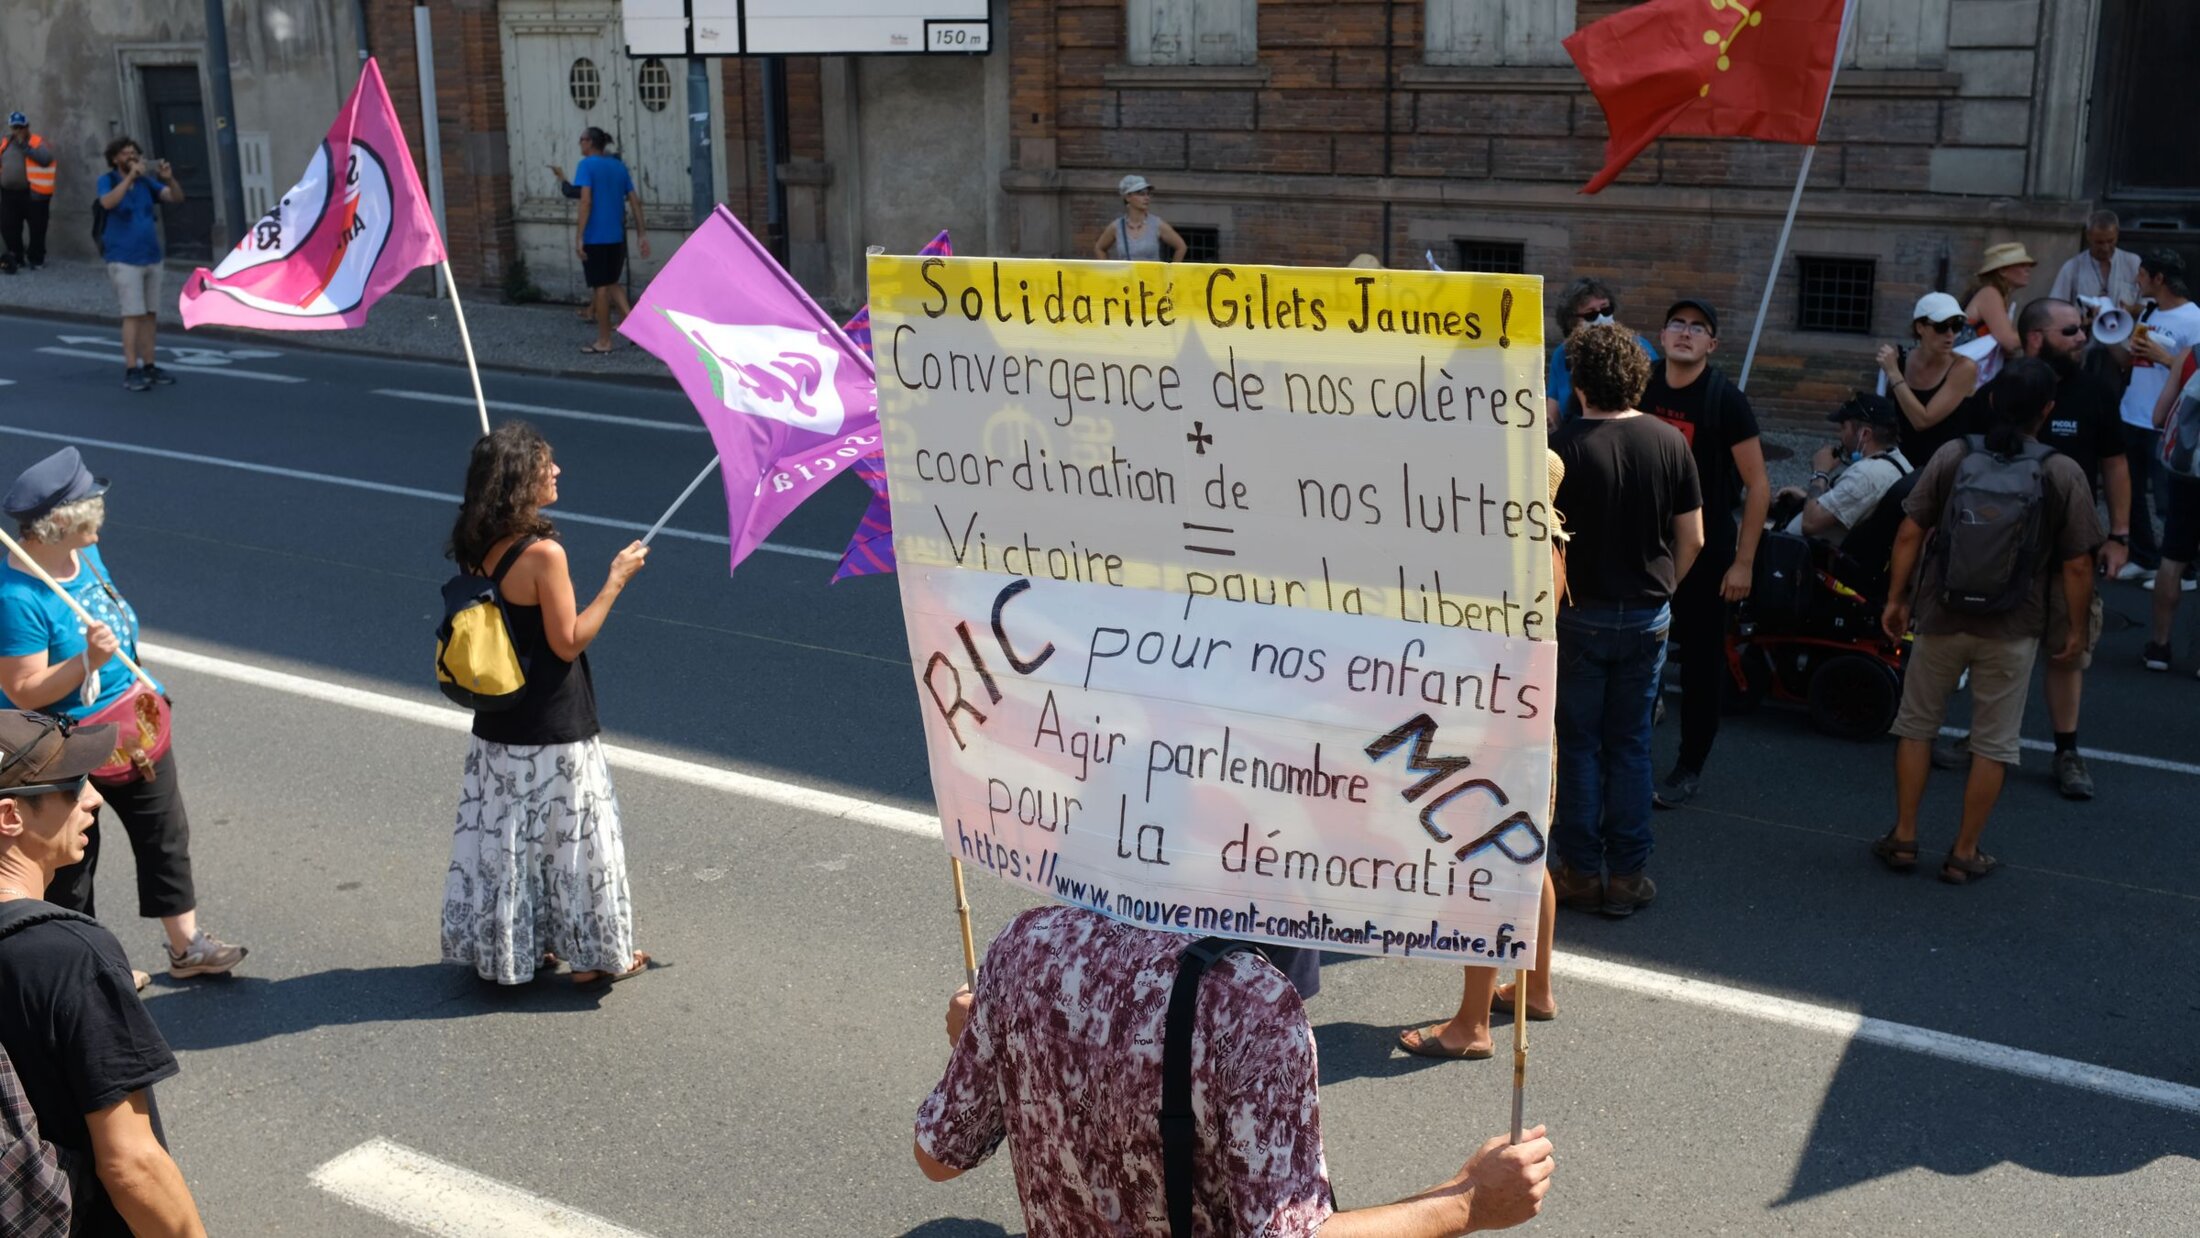 150 m
Solidarité Gilets Jaunes !
Convergence de nos colères
+
coordination de nos luttes
=
Victoire pour la liberté
RIC pour nos enfants
Agir parlenombre
MCP
pour la démocratie
https://www.mouvement-constituant-populaire.fr
PICOLE